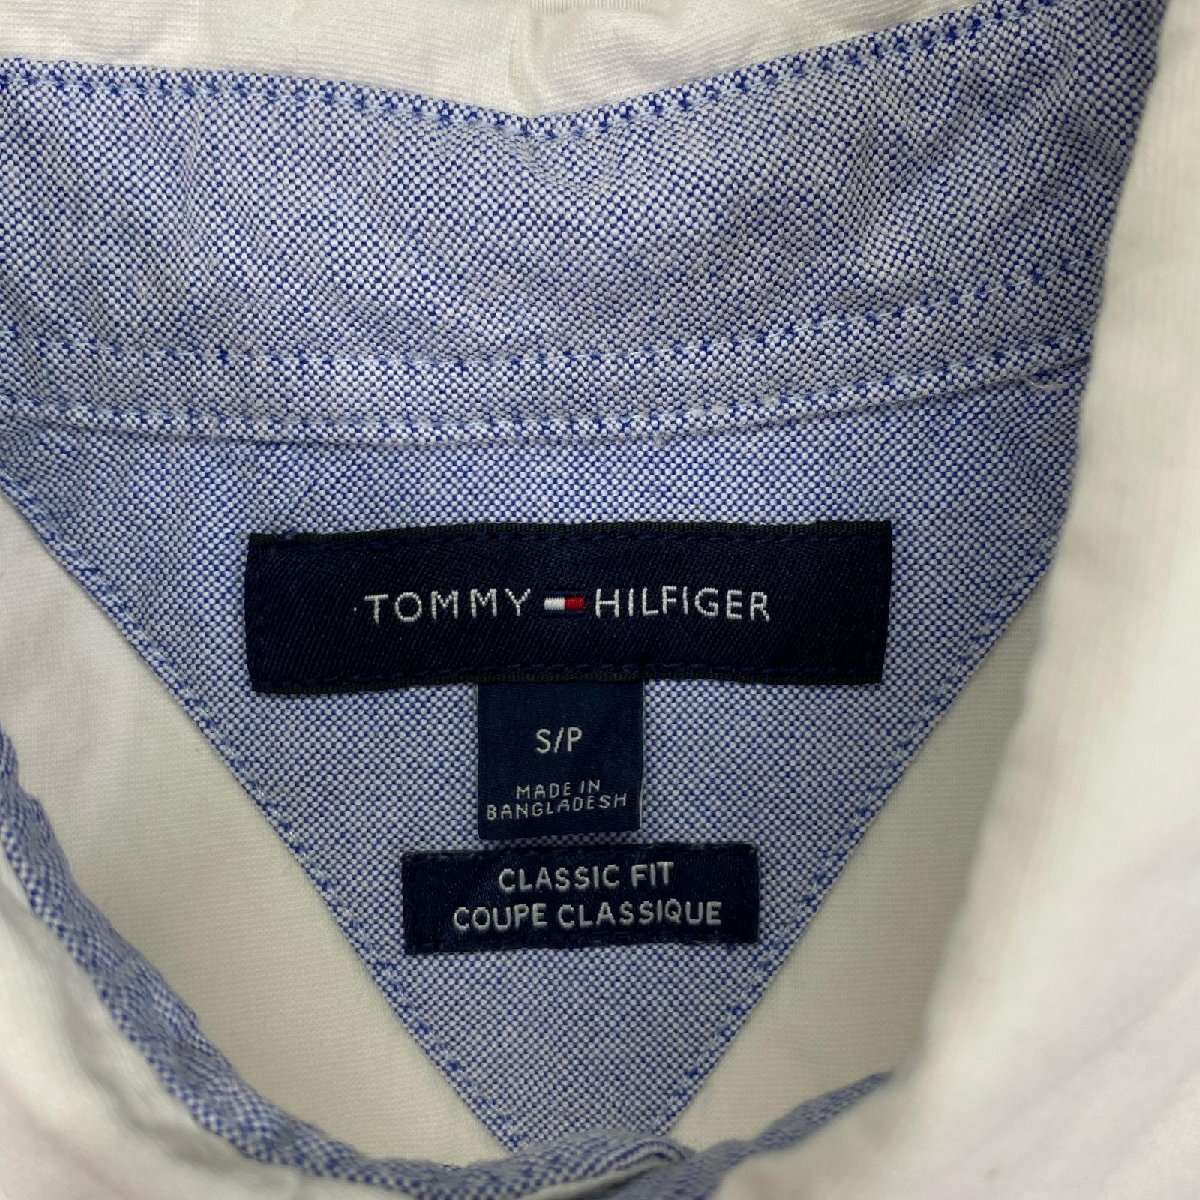 TOMMY HILFIGER
S/P
MADE IN
BANGLADESH
CLASSIC FIT
COUPE CLASSIQUE